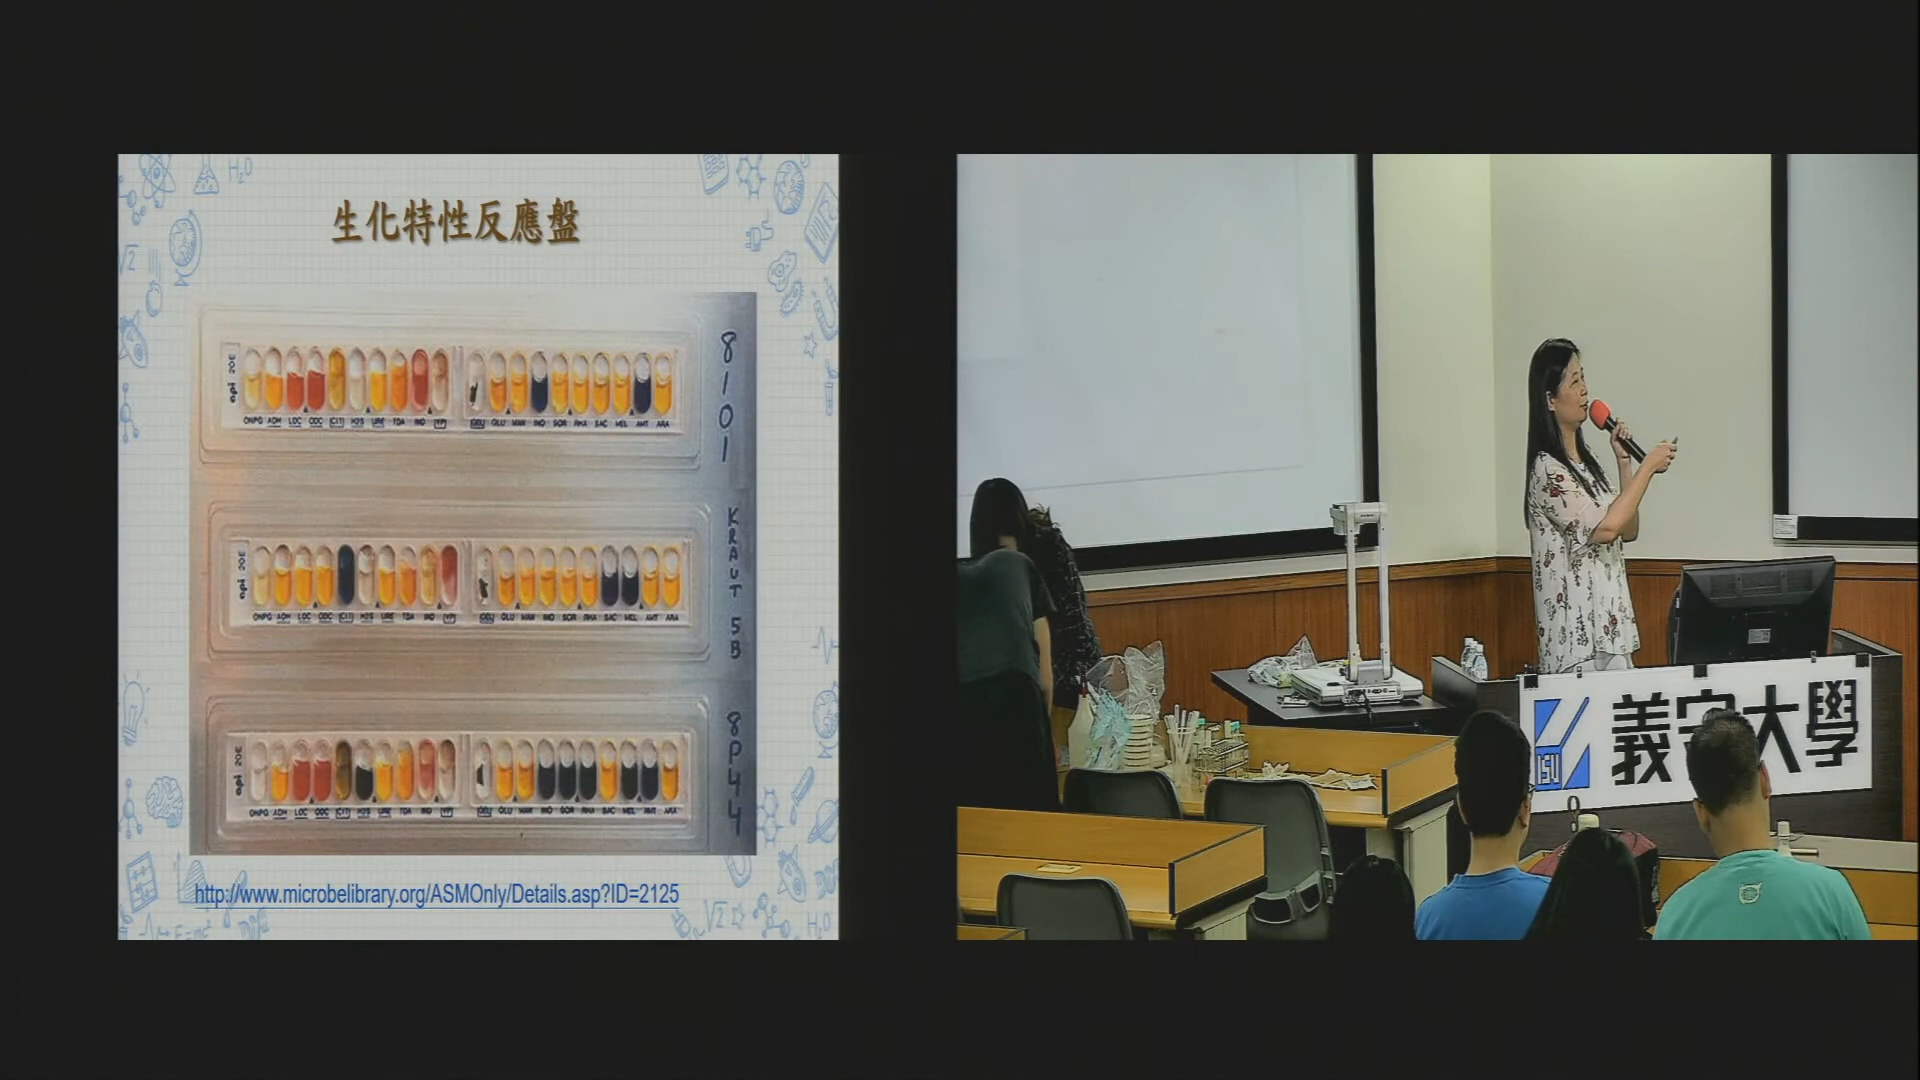 生化特性反應盤
api 20E
ONPG ADH LDC ODC CIT H2S URE TDA IND VP GEL GLU MAN INO SOR RHA SAC MEL AMY ARA
8101
api 20E
ONPG ADH LDC ODC CIT H2S URE TDA IND VP GEL GLU MAN INO SOR RHA SAC MEL AMY ARA
KRAUT 5B
api 20E
ONPG ADH LDC ODC CIT H2S URE TDA IND VP GEL GLU MAN INO SOR RHA SAC MEL AMY ARA
8P44
http://www.microbelibrary.org/ASMOnly/Details.asp?ID=2125
ISU
義守大學